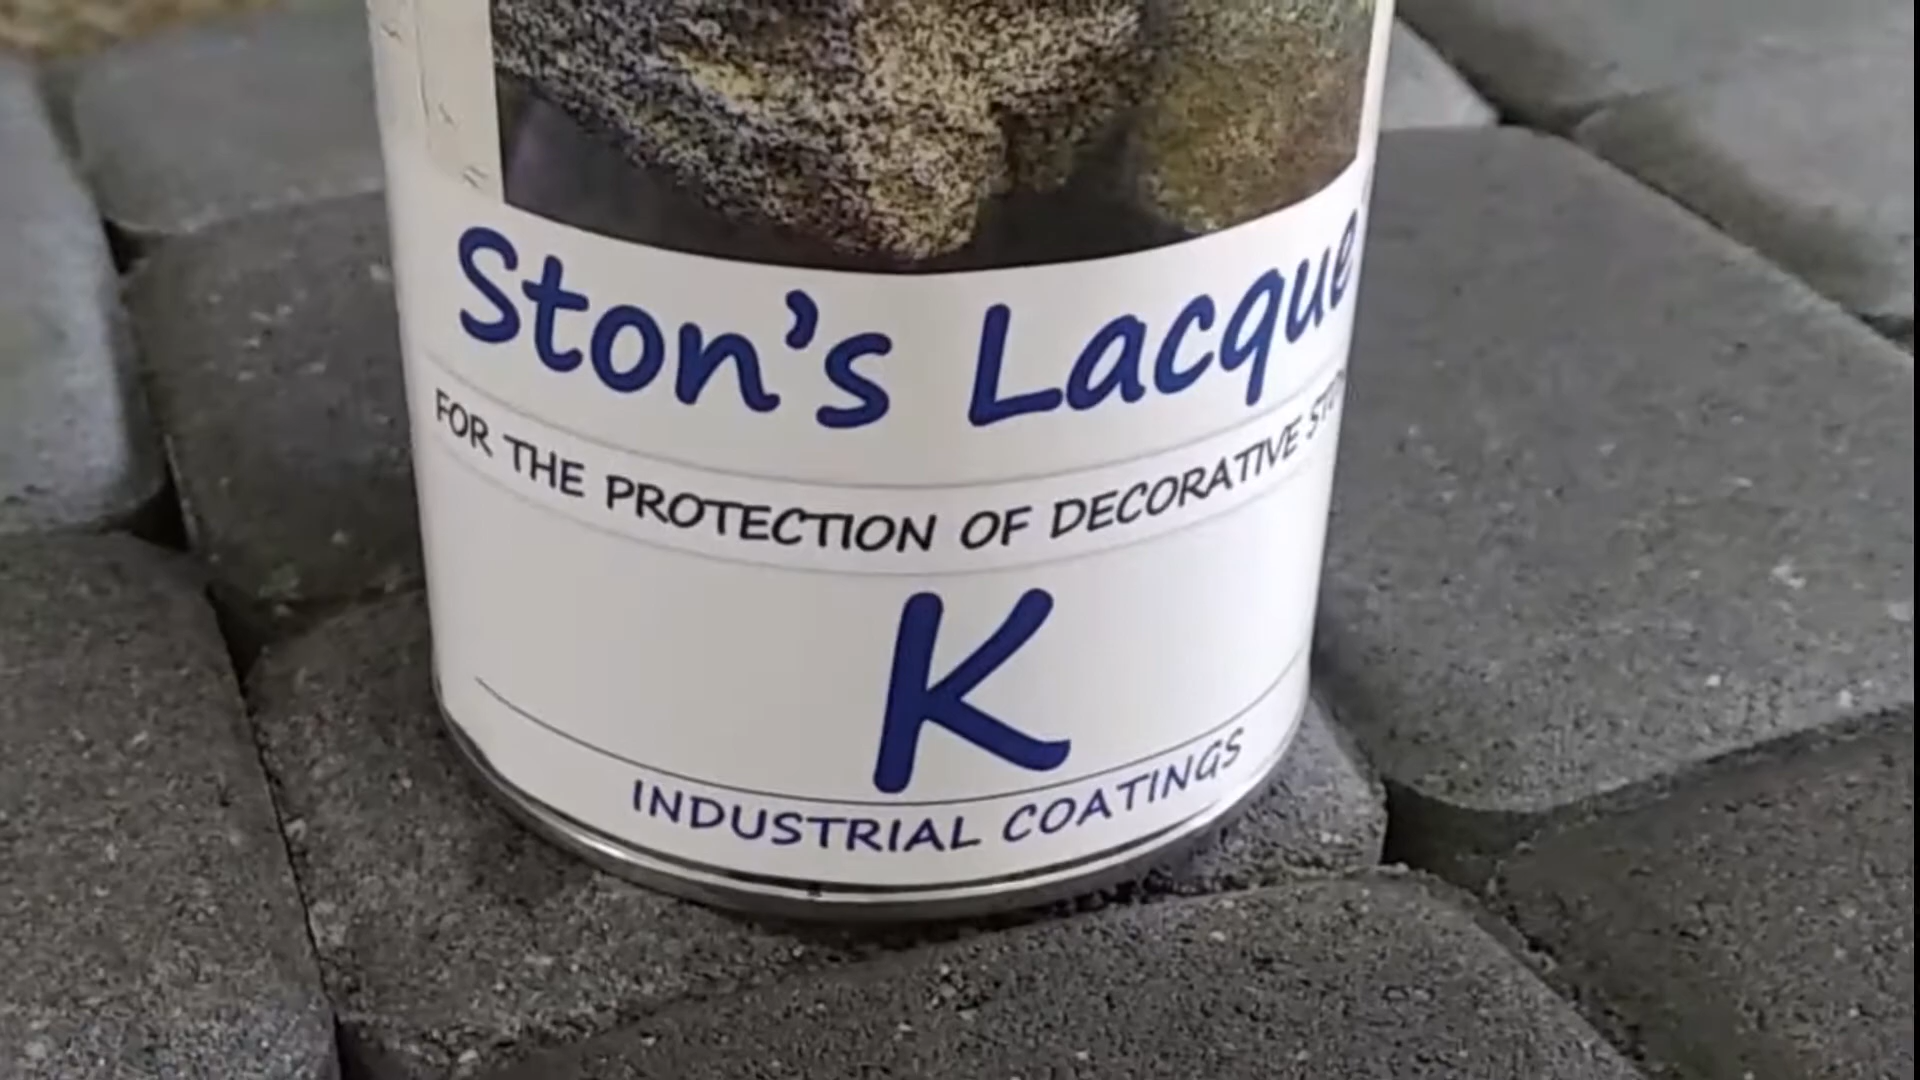 Ston's Lacque
FOR THE PROTECTION OF DECORATIVE
K
INDUSTRIAL COATINGS